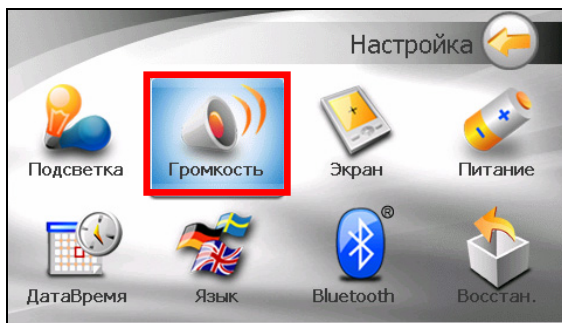 Настройка
Подсветка
Громкость
Экран
Питание
ДатаВремя
Язык
Bluetooth
®
Восстан.